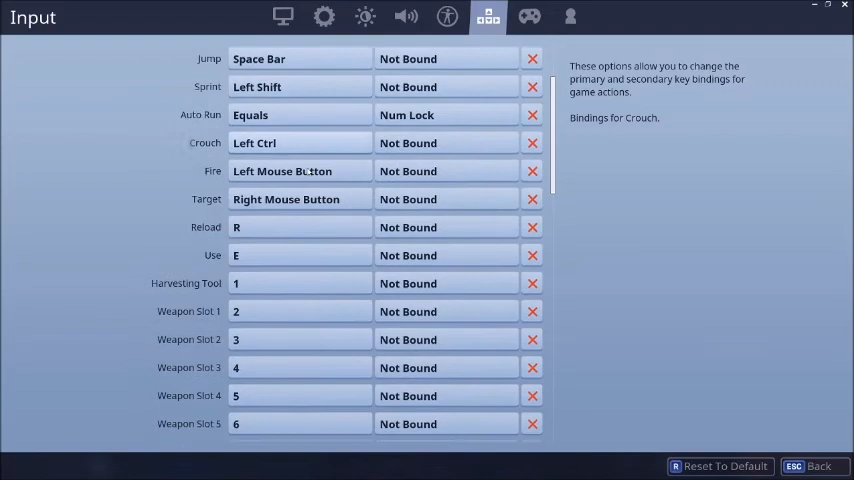 Input
Jump Space Bar Not Bound
Sprint Left Shift Not Bound
Auto Run Equals Num Lock
Crouch Left Ctrl Not Bound
Fire Left Mouse Button Not Bound
Target Right Mouse Button Not Bound
Reload R Not Bound
Use E Not Bound
Harvesting Tool 1 Not Bound
Weapon Slot 1 2 Not Bound
Weapon Slot 2 3 Not Bound
Weapon Slot 3 4 Not Bound
Weapon Slot 4 5 Not Bound
Weapon Slot 5 6 Not Bound
These options allow you to change the
primary and secondary key bindings for
game actions.
Bindings for Crouch.
R Reset To Default ESC Back